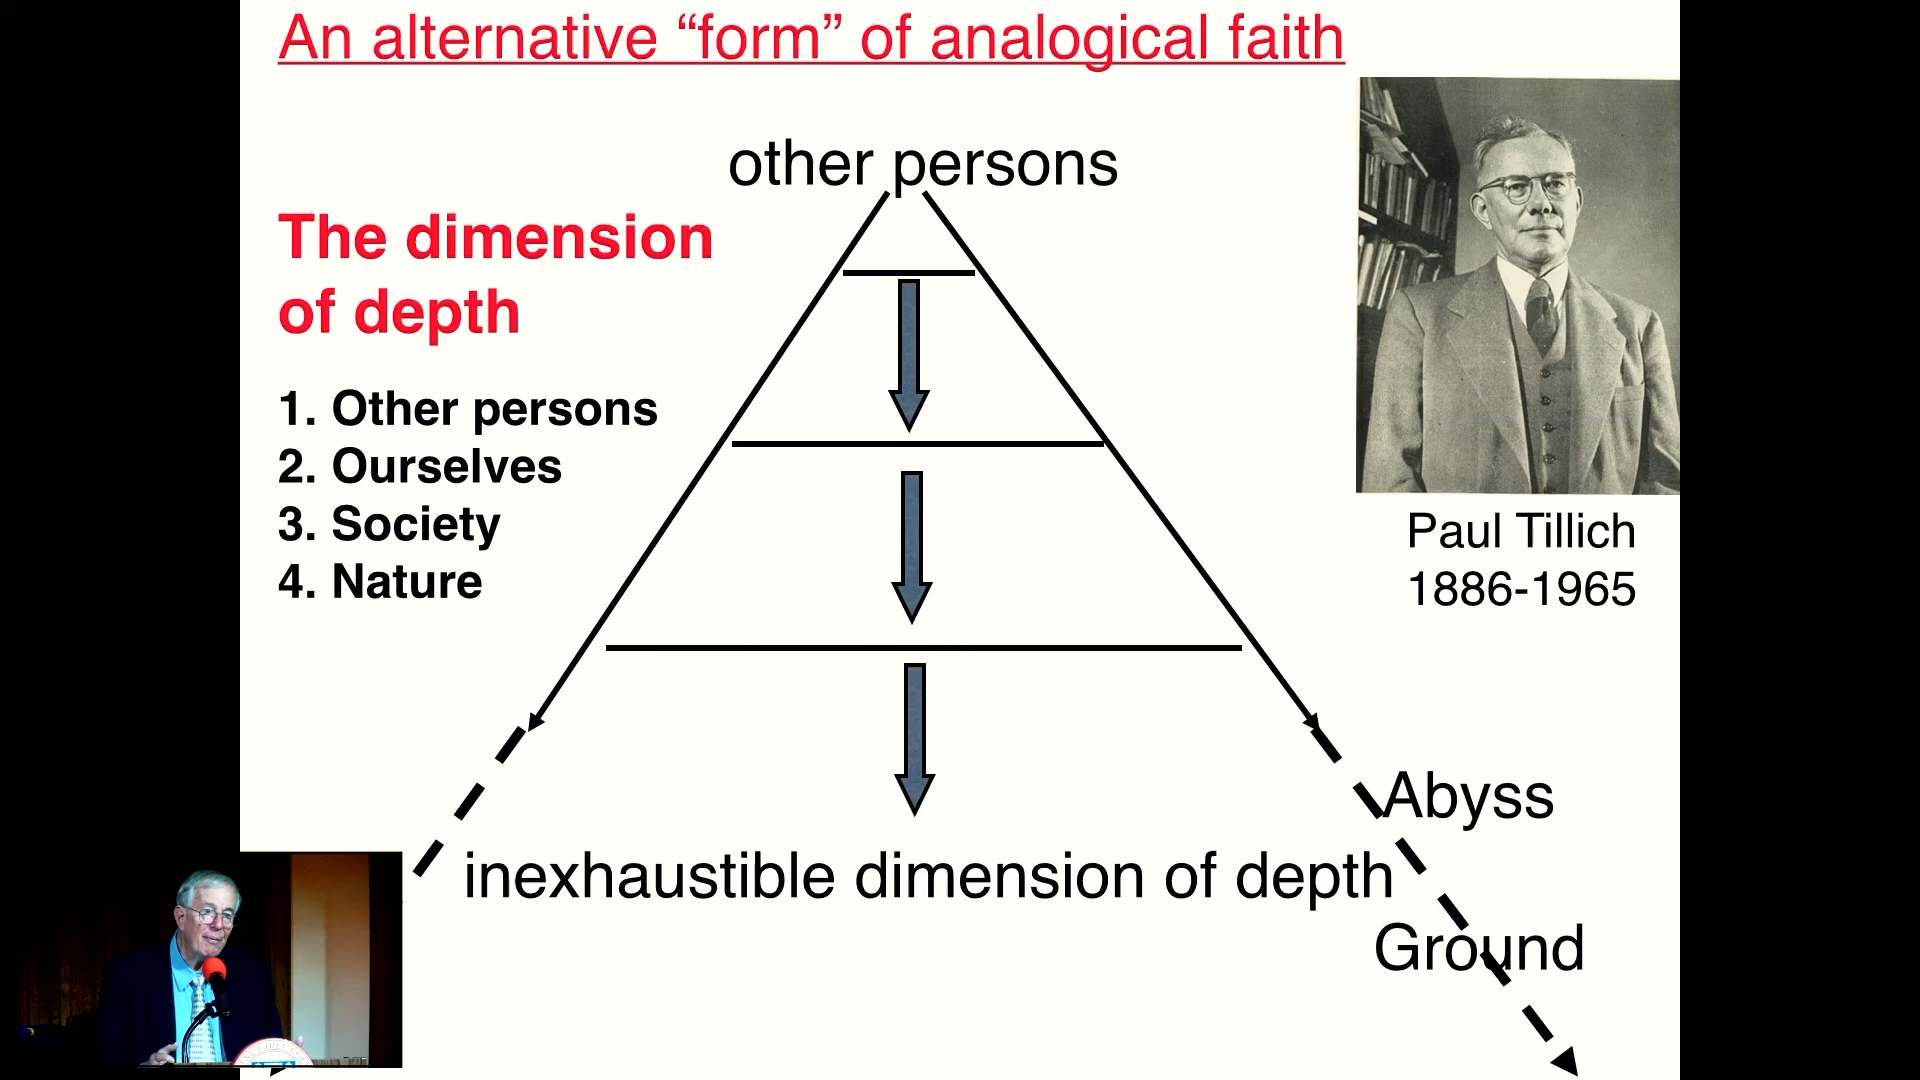 An alternative “form” of analogical faith
other persons
The dimension
of depth
1. Other persons
2. Ourselves
3. Society
4. Nature
Paul Tillich
1886-1965
Abyss
inexhaustible dimension of depth
Ground